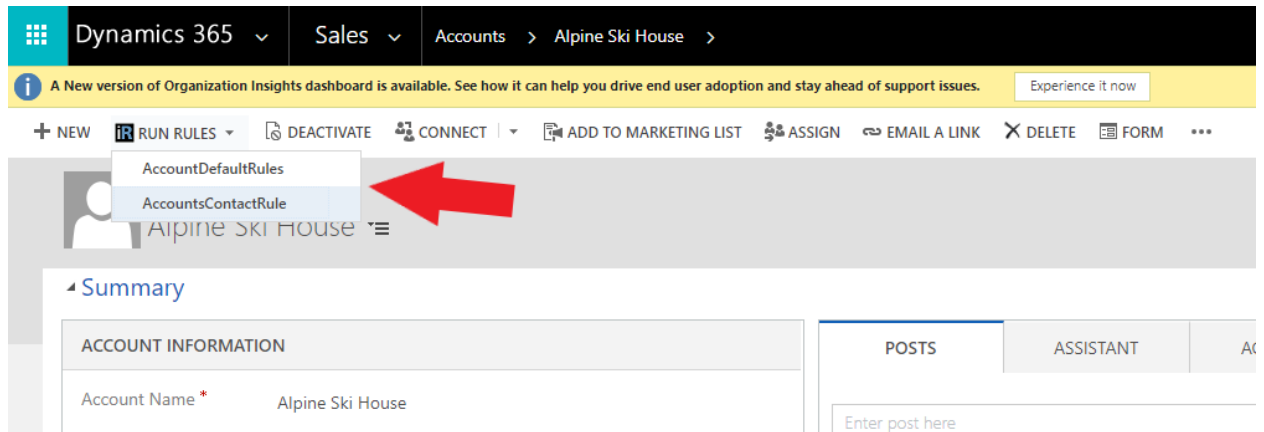 Dynamics 365 Sales Accounts > Alpine Ski House >
i A New version of Organization Insights dashboard is available. See how it can help you drive end user adoption and stay ahead of support issues. Experience it now
+ NEW iR RUN RULES DEACTIVATE CONNECT ADD TO MARKETING LIST ASSIGN EMAIL A LINK DELETE FORM ...
AccountDefaultRules
AccountsContactRule
Alpine Ski House
Summary
ACCOUNT INFORMATION
Account Name * Alpine Ski House
POSTS ASSISTANT
Enter post here